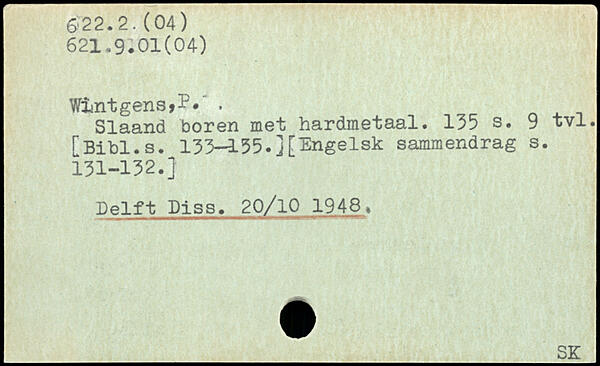 622.2.(04)
621.9.01(04)
Wintgens,P.
Slaand boren met hardmetaal. 135 s. 9 tvl.
[Bibl.s. 133-135.][Engelsk sammendrag s.
131-132.]
Delft Diss. 20/10 1948.
SK